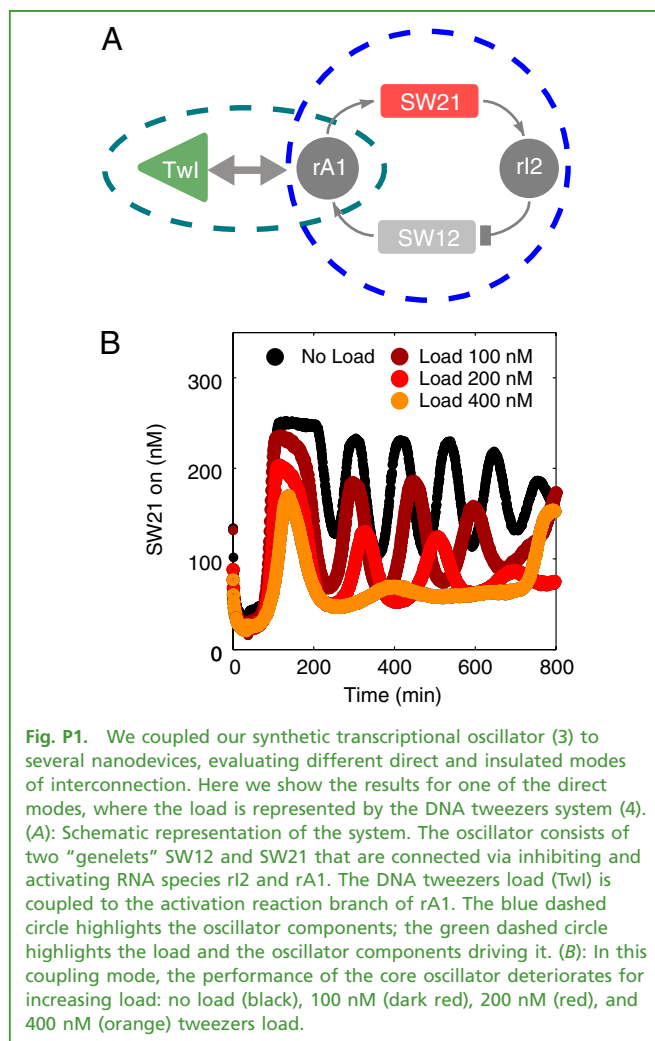 A
SW21
TwI
rA1
rI2
SW12
B
No Load
Load 100 nM
Load 200 nM
Load 400 nM
SW21 on (nM)
300
200
100
0
0
200
400
600
800
Time (min)
Fig. P1. We coupled our synthetic transcriptional oscillator (3) to
several nanodevices, evaluating different direct and insulated modes
of interconnection. Here we show the results for one of the direct
modes, where the load is represented by the DNA tweezers system (4).
(A): Schematic representation of the system. The oscillator consists of
two “genelets” SW12 and SW21 that are connected via inhibiting and
activating RNA species rI2 and rA1. The DNA tweezers load (TwI) is
coupled to the activation reaction branch of rA1. The blue dashed
circle highlights the oscillator components; the green dashed circle
highlights the load and the oscillator components driving it. (B): In this
coupling mode, the performance of the core oscillator deteriorates for
increasing load: no load (black), 100 nM (dark red), 200 nM (red), and
400 nM (orange) tweezers load.